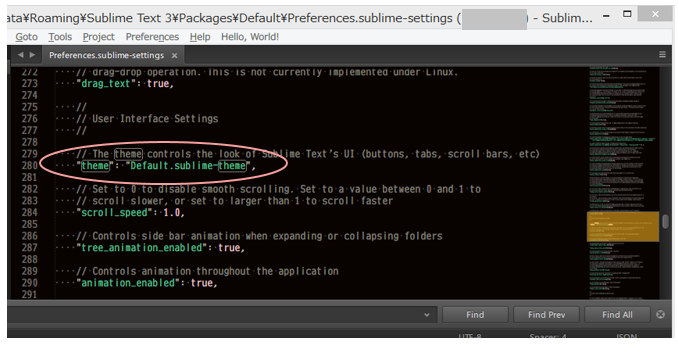 ata¥Roaming¥Sublime Text 3¥Packages¥Default¥Preferences.sublime-settings ( ) - Sublim...
Goto Tools Project Preferences Help Hello, World!
Preferences.sublime-settings ×
272 ····// drag-drop operation. This is not currently implemented under Linux.
273 ····"drag_text": true,
274
275 ····//
276 ····// User Interface Settings
277 ····//
278
279 ····// The theme controls the look of Sublime Text's UI (buttons, tabs, scroll bars, etc)
280 ····"theme": "Default.sublime-theme",
281
282 ····// Set to 0 to disable smooth scrolling. Set to a value between 0 and 1 to
283 ····// scroll slower, or set to larger than 1 to scroll faster
284 ····"scroll_speed": 1.0,
285
286 ····// Controls side bar animation when expanding or collapsing folders
287 ····"tree_animation_enabled": true,
288
289 ····// Controls animation throughout the application
290 ····"animation_enabled": true,
291
Find Find Prev Find All
UTF-8 Spaces: 4 JSON